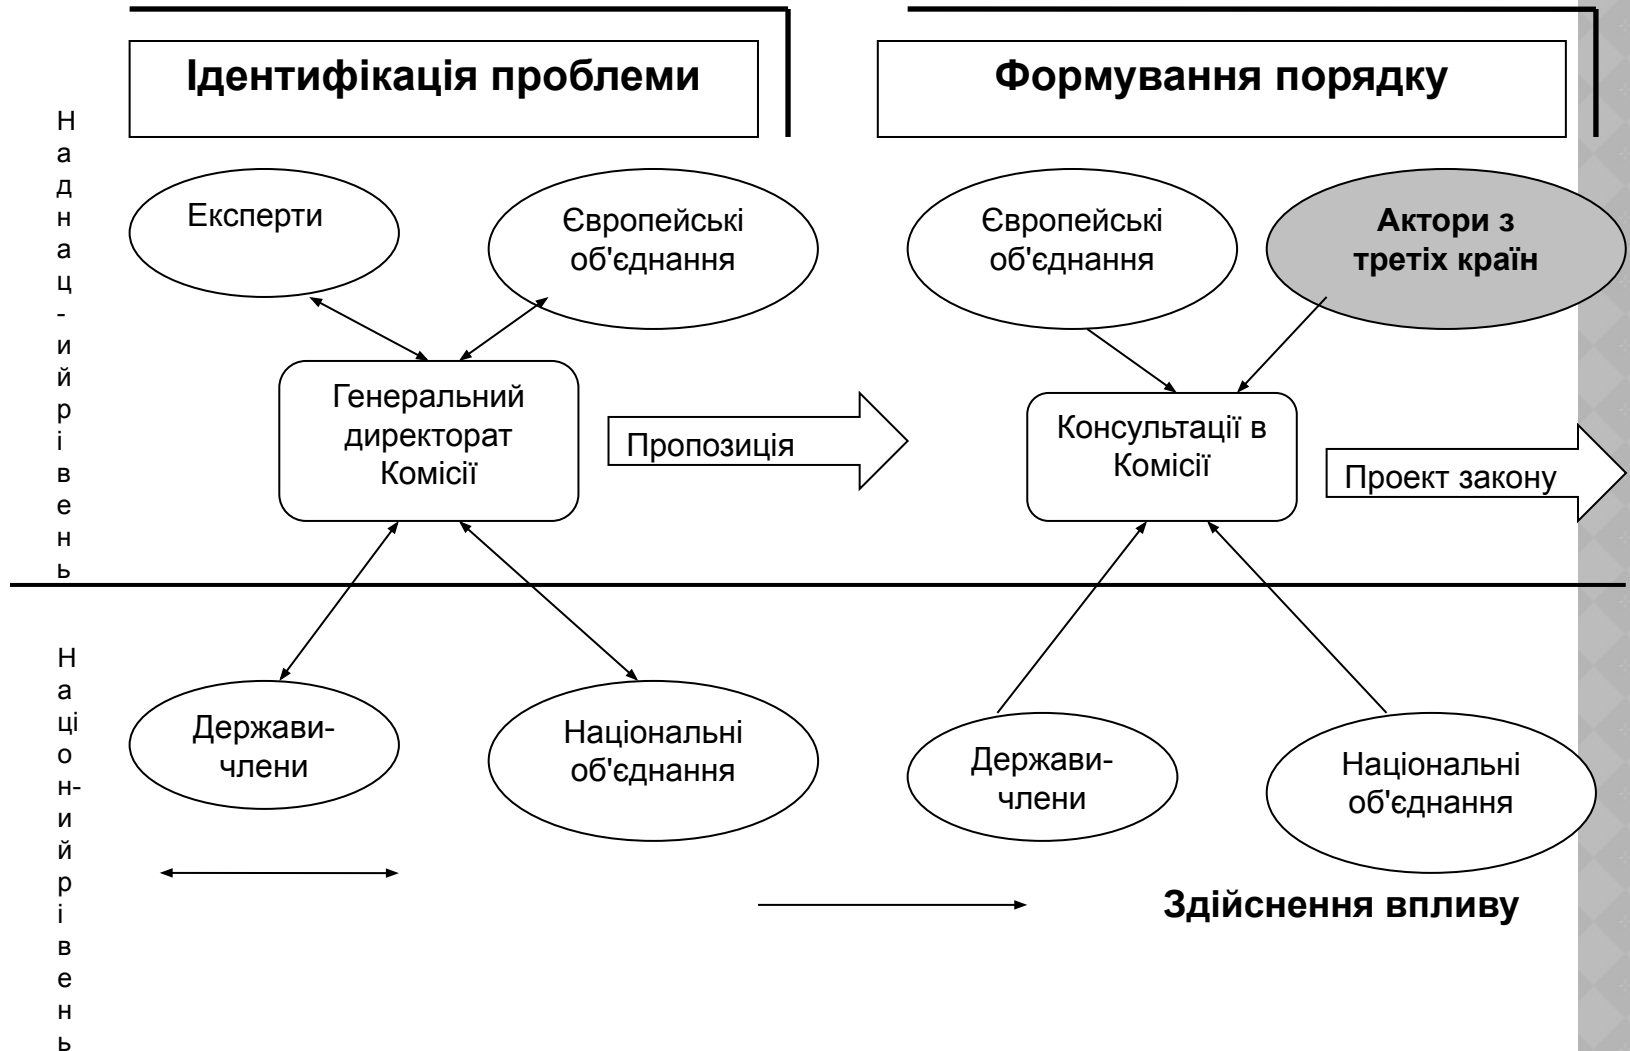 Ідентифікація проблеми
Формування порядку
Н
а
д
н
а
ц
-
и
й
р
і
в
е
н
ь
Експерти
Європейські
об'єднання
Європейські
об'єднання
Актори з
третіх країн
Генеральний
директорат
Комісії
Пропозиція
Консультації в
Комісії
Проект закону
Н
а
ці
о
н-
и
й
р
і
в
е
н
ь
Держави-
члени
Національні
об'єднання
Держави-
члени
Національні
об'єднання
Здійснення впливу